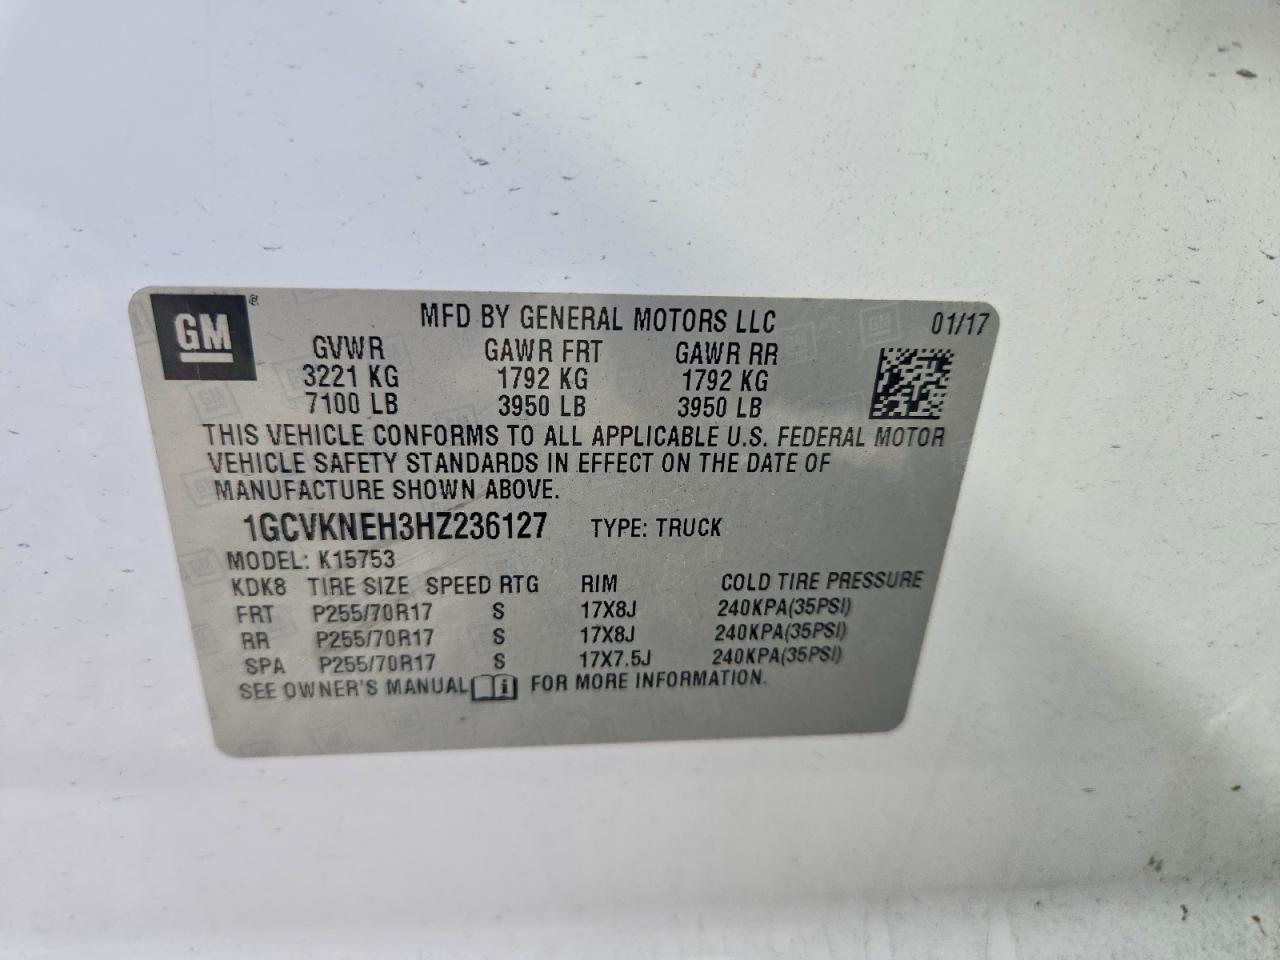 GM®
MFD BY GENERAL MOTORS LLC 01/17
GVWR GAWR FRT GAWR RR
3221 KG 1792 KG 1792 KG
7100 LB 3950 LB 3950 LB
THIS VEHICLE CONFORMS TO ALL APPLICABLE U.S. FEDERAL MOTOR
VEHICLE SAFETY STANDARDS IN EFFECT ON THE DATE OF
MANUFACTURE SHOWN ABOVE.
1GCVKNEH3HZ236127 TYPE: TRUCK
MODEL: K15753
KDK8 TIRE SIZE SPEED RTG RIM COLD TIRE PRESSURE
FRT P255/70R17 S 17X8J 240KPA(35PSI)
RR P255/70R17 S 17X8J 240KPA(35PSI)
SPA P255/70R17 S 17X7.5J 240KPA(35PSI)
SEE OWNER'S MANUAL i FOR MORE INFORMATION.